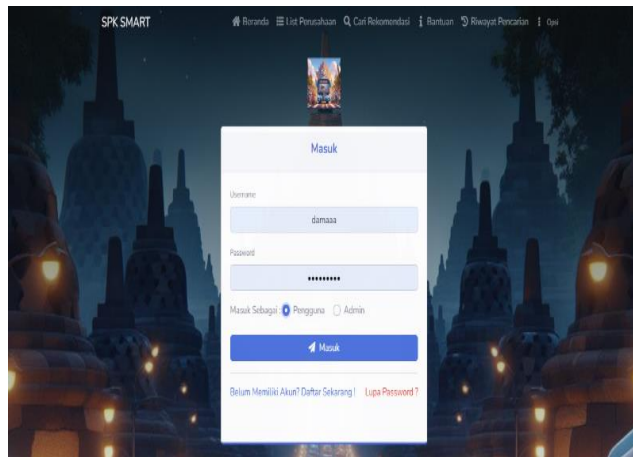 SPK SMART
Beranda List Perusahaan Cari Rekomendasi Bantuan Riwayat Pencarian Opsi
Masuk
Username
damaaa
Password
•••••••••
Masuk Sebagai : Pengguna Admin
Masuk
Belum Memiliki Akun? Daftar Sekarang ! Lupa Password ?